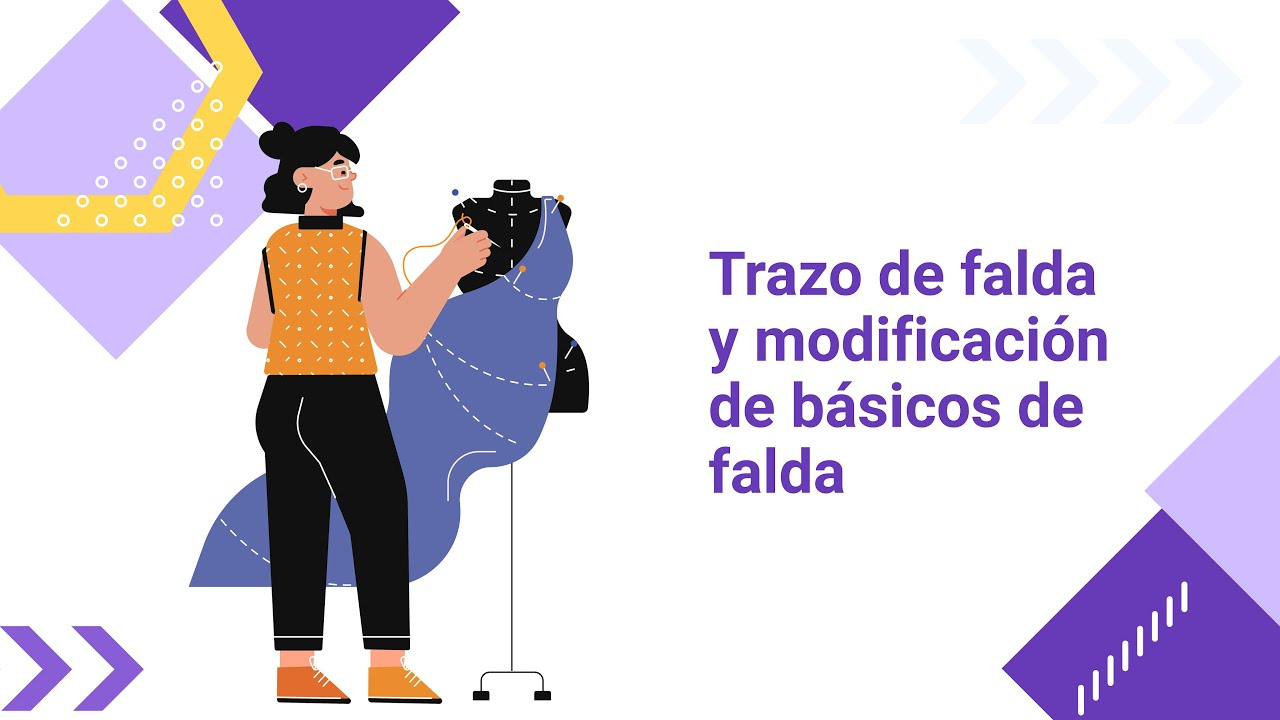 Trazo de falda
y modificación
de básicos de
falda